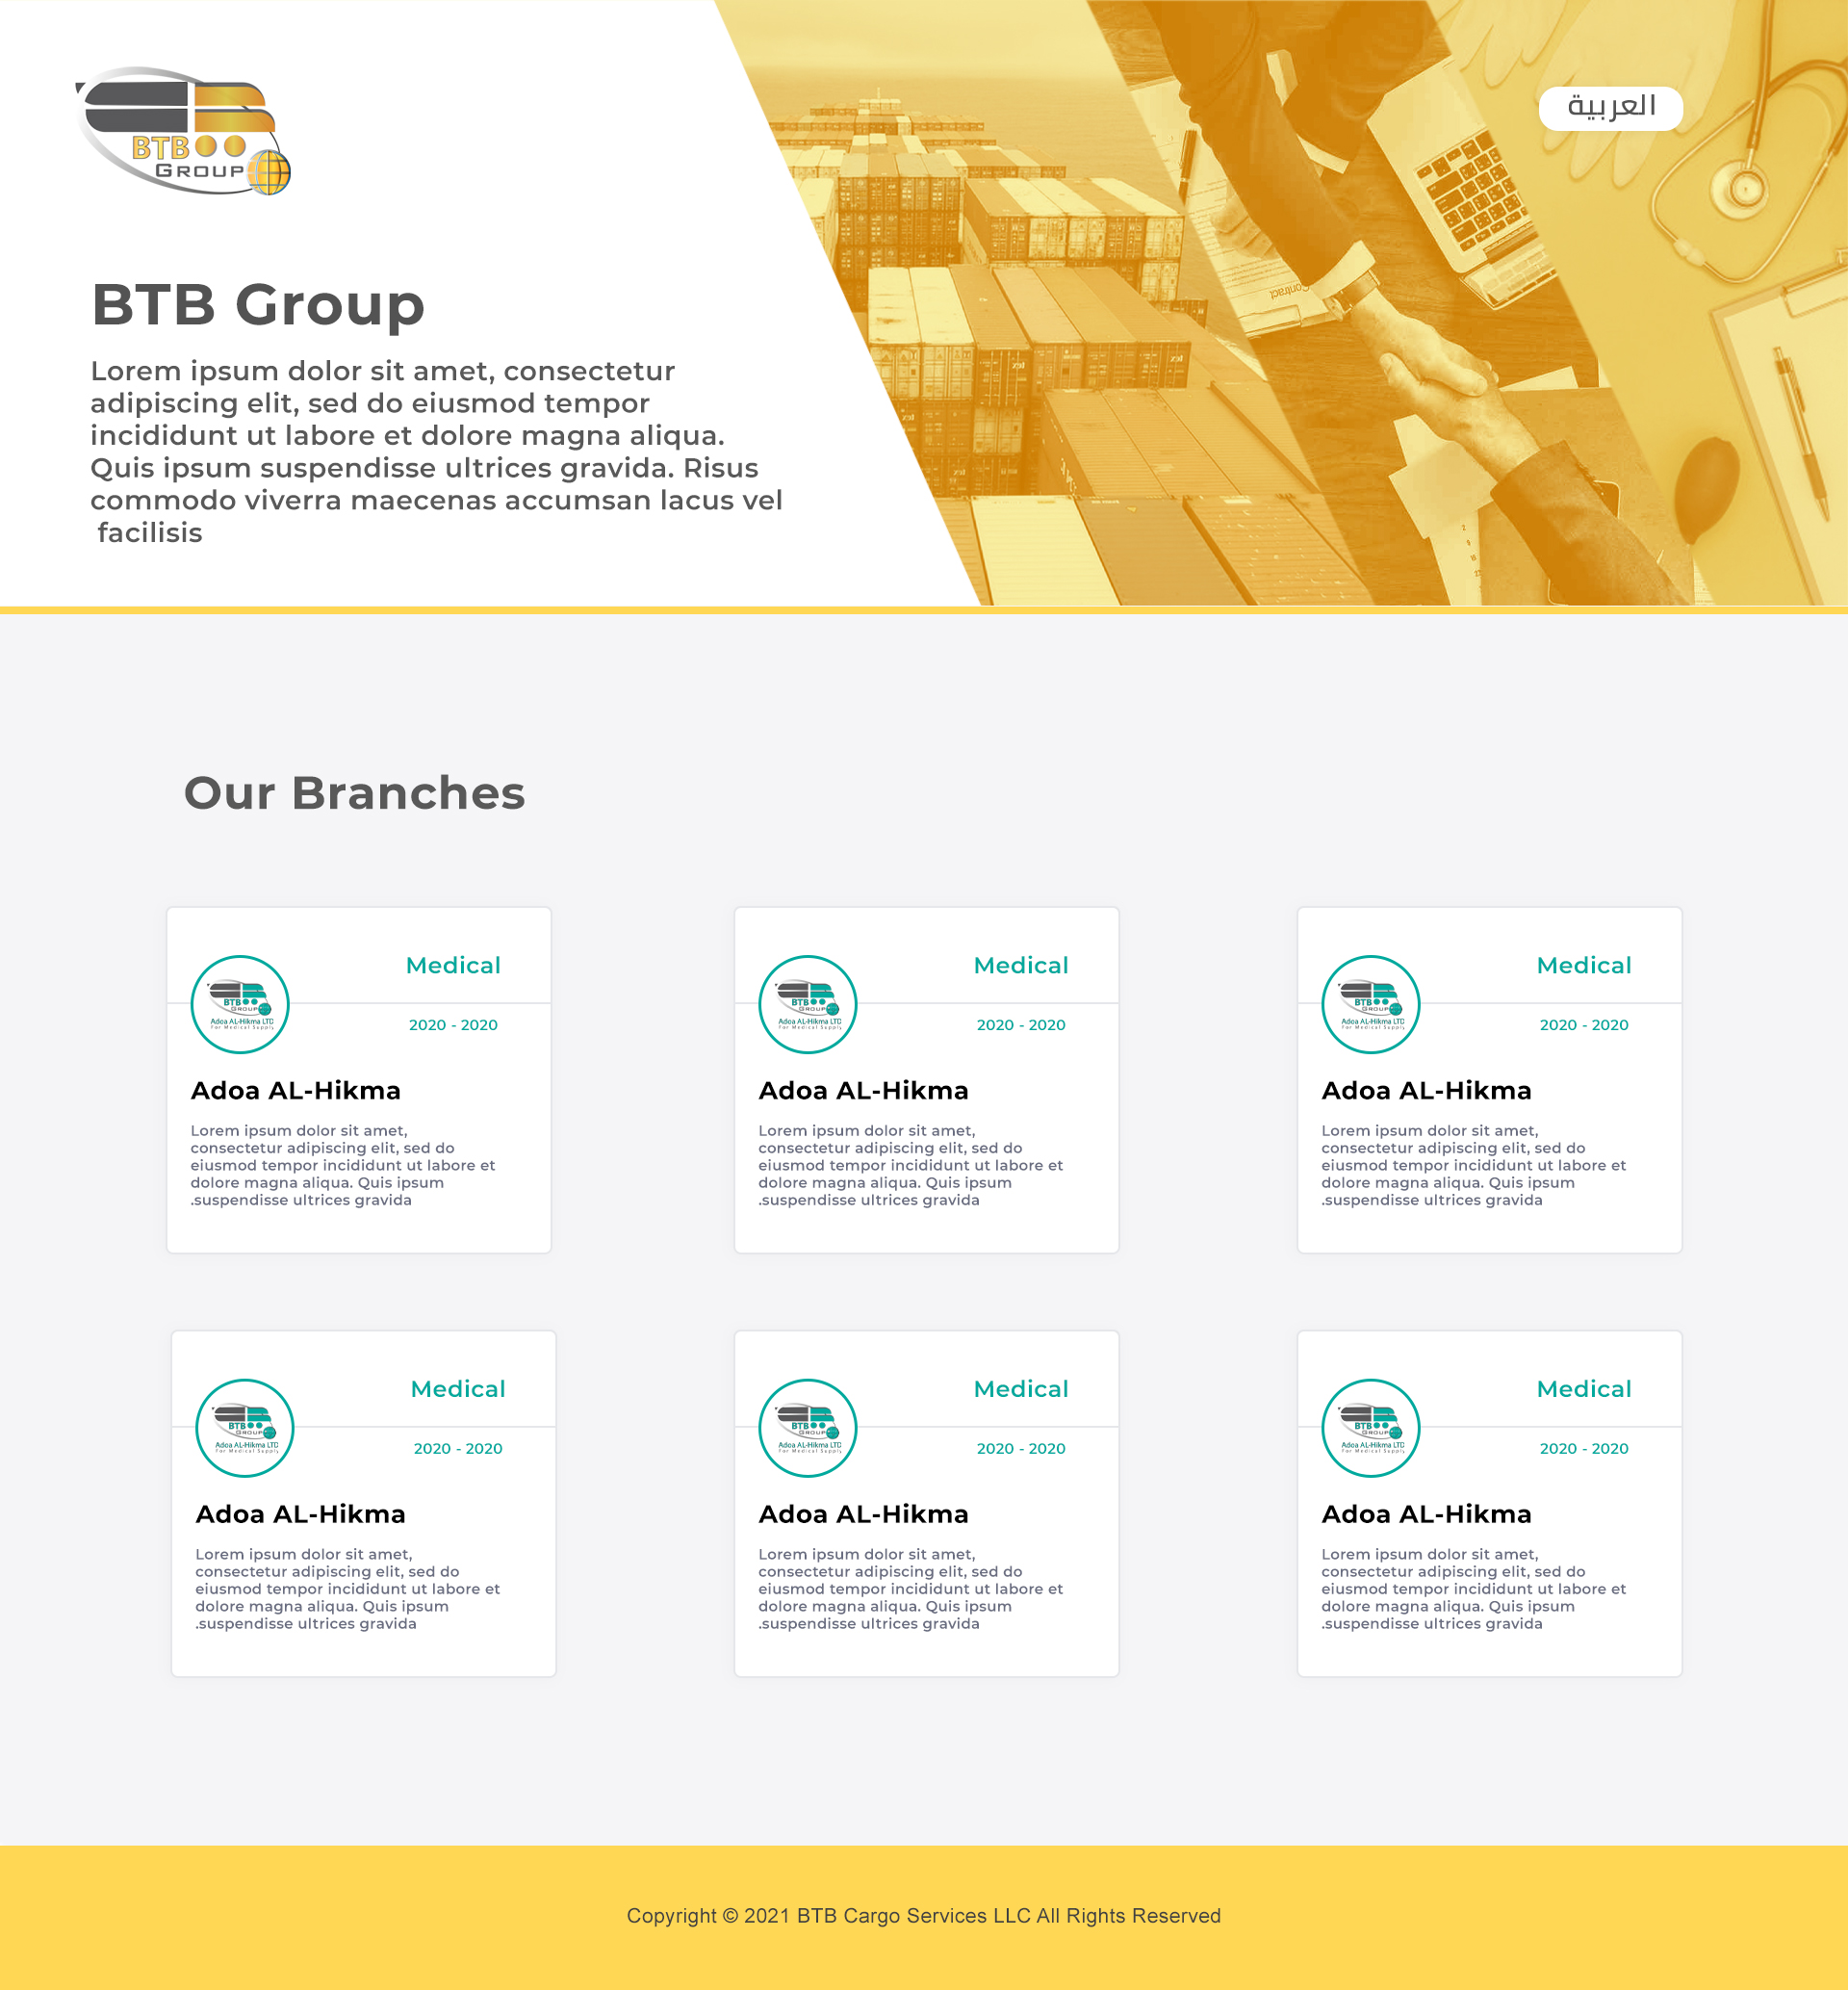 BTB
GROUP
العربية
Contract
BTB Group
Lorem ipsum dolor sit amet, consectetur
adipiscing elit, sed do eiusmod tempor
incididunt ut labore et dolore magna aliqua.
Quis ipsum suspendisse ultrices gravida. Risus
commodo viverra maecenas accumsan lacus vel
facilisis
Our Branches
Medical
BTB
GROUP
Adoa AL-Hikma LTD
For Medical Supply
2020 - 2020
Adoa AL-Hikma
Lorem ipsum dolor sit amet,
consectetur adipiscing elit, sed do
eiusmod tempor incididunt ut labore et
dolore magna aliqua. Quis ipsum
.suspendisse ultrices gravida
Medical
BTB
GROUP
Adoa AL-Hikma LTD
For Medical Supply
2020 - 2020
Adoa AL-Hikma
Lorem ipsum dolor sit amet,
consectetur adipiscing elit, sed do
eiusmod tempor incididunt ut labore et
dolore magna aliqua. Quis ipsum
.suspendisse ultrices gravida
Medical
BTB
GROUP
Adoa AL-Hikma LTD
For Medical Supply
2020 - 2020
Adoa AL-Hikma
Lorem ipsum dolor sit amet,
consectetur adipiscing elit, sed do
eiusmod tempor incididunt ut labore et
dolore magna aliqua. Quis ipsum
.suspendisse ultrices gravida
Medical
BTB
GROUP
Adoa AL-Hikma LTD
For Medical Supply
2020 - 2020
Adoa AL-Hikma
Lorem ipsum dolor sit amet,
consectetur adipiscing elit, sed do
eiusmod tempor incididunt ut labore et
dolore magna aliqua. Quis ipsum
.suspendisse ultrices gravida
Medical
BTB
GROUP
Adoa AL-Hikma LTD
For Medical Supply
2020 - 2020
Adoa AL-Hikma
Lorem ipsum dolor sit amet,
consectetur adipiscing elit, sed do
eiusmod tempor incididunt ut labore et
dolore magna aliqua. Quis ipsum
.suspendisse ultrices gravida
Medical
BTB
GROUP
Adoa AL-Hikma LTD
For Medical Supply
2020 - 2020
Adoa AL-Hikma
Lorem ipsum dolor sit amet,
consectetur adipiscing elit, sed do
eiusmod tempor incididunt ut labore et
dolore magna aliqua. Quis ipsum
.suspendisse ultrices gravida
Copyright © 2021 BTB Cargo Services LLC All Rights Reserved